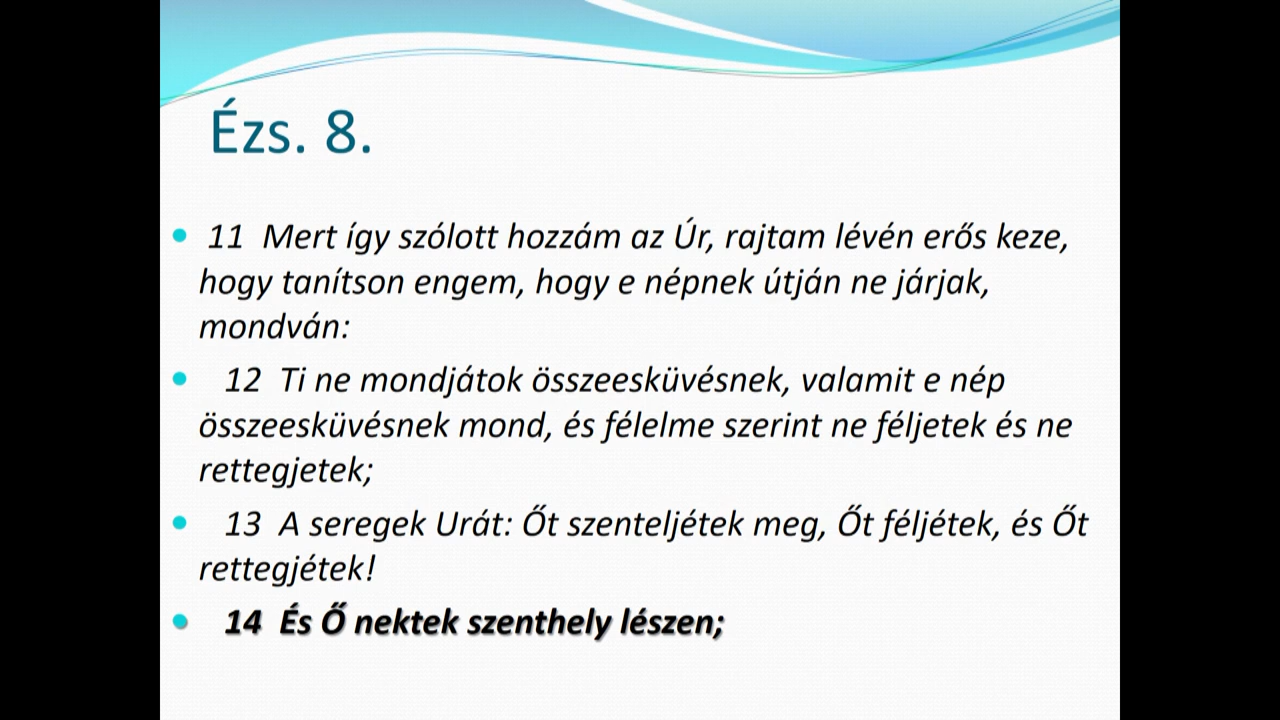 Ézs. 8.
11 Mert így szólott hozzám az Úr, rajtam lévén erős keze,
hogy tanítson engem, hogy e népnek útján ne járjak,
mondván:
12 Ti ne mondjátok összeesküvésnek, valamit e nép
összeesküvésnek mond, és félelme szerint ne féljetek és ne
rettegjetek;
13 A seregek Urát: Őt szenteljétek meg, Őt féljétek, és Őt
rettegjétek!
14 És Ő nektek szenthely lészen;